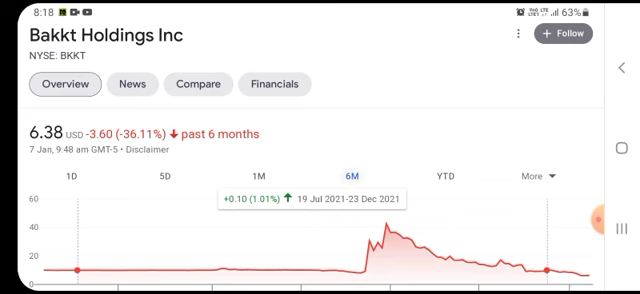 8:18 63%
Bakkt Holdings Inc
NYSE: BKKT
+ Follow
Overview News Compare Financials
6.38 USD -3.60 (-36.11%) ↓ past 6 months
7 Jan, 9:48 am GMT-5 • Disclaimer
1D 5D 1M 6M YTD More
+0.10 (1.01%) ↑ 19 Jul 2021-23 Dec 2021
60
40
20
0